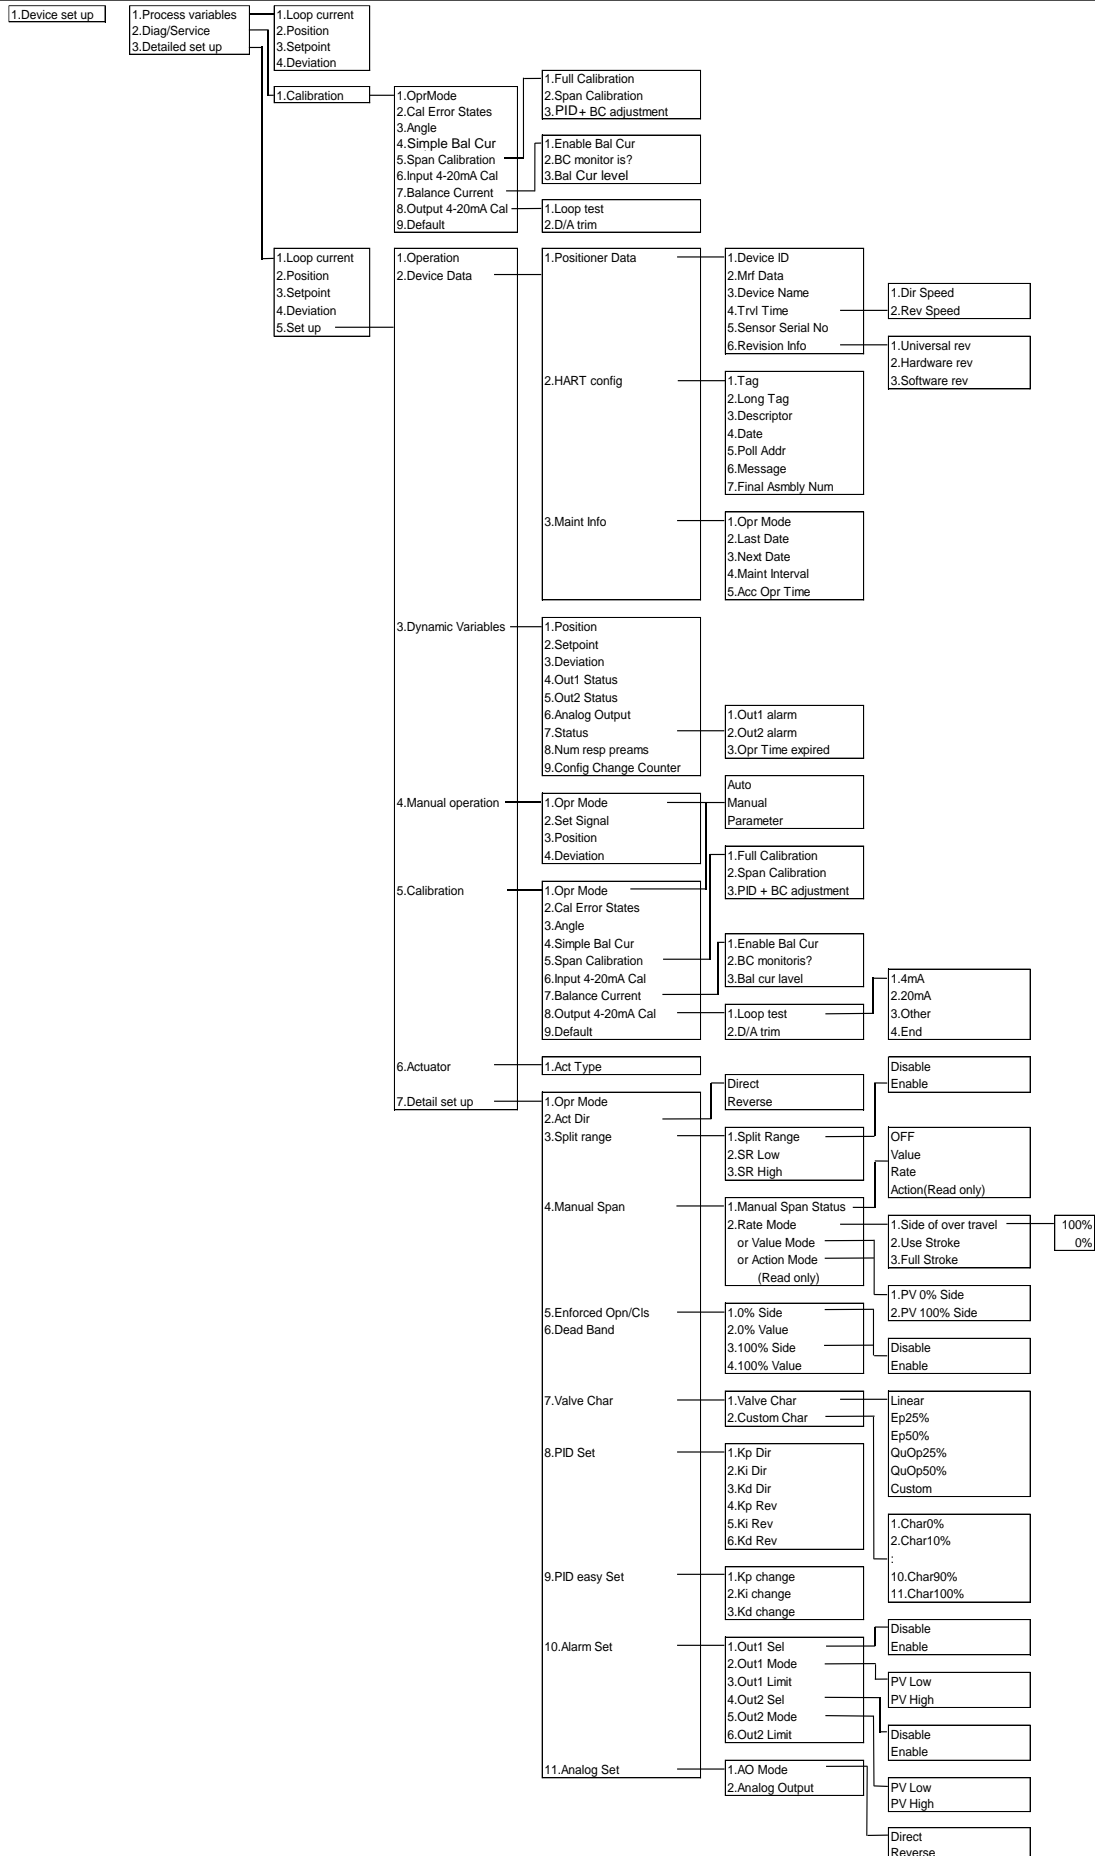 1.Device set up
1.Process variables
2.Diag/Service
3.Detailed set up
1.Loop current
2.Position
3.Setpoint
4.Deviation
1.Calibration
1.OprMode
2.Cal Error States
3.Angle
4.Simple Bal Cur
5.Span Calibration
6.Input 4-20mA Cal
7.Balance Current
8.Output 4-20mA Cal
9.Default
1.Full Calibration
2.Span Calibration
3.PID + BC adjustment
1.Enable Bal Cur
2.BC monitor is?
3.Bal Cur level
1.Loop test
2.D/A trim
1.Loop current
2.Position
3.Setpoint
4.Deviation
5.Set up
1.Operation
2.Device Data
3.Dynamic Variables
4.Manual operation
5.Calibration
6.Actuator
7.Detail set up
1.Positioner Data
2.HART config
3.Maint Info
1.Device ID
2.Mrf Data
3.Device Name
4.Trvl Time
5.Sensor Serial No
6.Revision Info
1.Dir Speed
2.Rev Speed
1.Universal rev
2.Hardware rev
3.Software rev
1.Tag
2.Long Tag
3.Descriptor
4.Date
5.Poll Addr
6.Message
7.Final Asmbly Num
1.Opr Mode
2.Last Date
3.Next Date
4.Maint Interval
5.Acc Opr Time
1.Position
2.Setpoint
3.Deviation
4.Out1 Status
5.Out2 Status
6.Analog Output
7.Status
8.Num resp preams
9.Config Change Counter
1.Out1 alarm
2.Out2 alarm
3.Opr Time expired
1.Opr Mode
2.Set Signal
3.Position
4.Deviation
Auto
Manual
Parameter
1.Opr Mode
2.Cal Error States
3.Angle
4.Simple Bal Cur
5.Span Calibration
6.Input 4-20mA Cal
7.Balance Current
8.Output 4-20mA Cal
9.Default
1.Full Calibration
2.Span Calibration
3.PID + BC adjustment
1.Enable Bal Cur
2.BC monitoris?
3.Bal cur lavel
1.Loop test
2.D/A trim
1.4mA
2.20mA
3.Other
4.End
1.Act Type
1.Opr Mode
2.Act Dir
3.Split range
4.Manual Span
5.Enforced Opn/Cls
6.Dead Band
7.Valve Char
8.PID Set
9.PID easy Set
10.Alarm Set
11.Analog Set
Direct
Reverse
1.Split Range
2.SR Low
3.SR High
Disable
Enable
1.Manual Span Status
2.Rate Mode
or Value Mode
or Action Mode
(Read only)
OFF
Value
Rate
Action(Read only)
1.Side of over travel
2.Use Stroke
3.Full Stroke
100%
0%
1.PV 0% Side
2.PV 100% Side
1.0% Side
2.0% Value
3.100% Side
4.100% Value
Disable
Enable
1.Valve Char
2.Custom Char
Linear
Ep25%
Ep50%
QuOp25%
QuOp50%
Custom
1.Char0%
2.Char10%
:
10.Char90%
11.Char100%
1.Kp Dir
2.Ki Dir
3.Kd Dir
4.Kp Rev
5.Ki Rev
6.Kd Rev
1.Kp change
2.Ki change
3.Kd change
1.Out1 Sel
2.Out1 Mode
3.Out1 Limit
4.Out2 Sel
5.Out2 Mode
6.Out2 Limit
Disable
Enable
PV Low
PV High
Disable
Enable
PV Low
PV High
1.AO Mode
2.Analog Output
Direct
Reverse